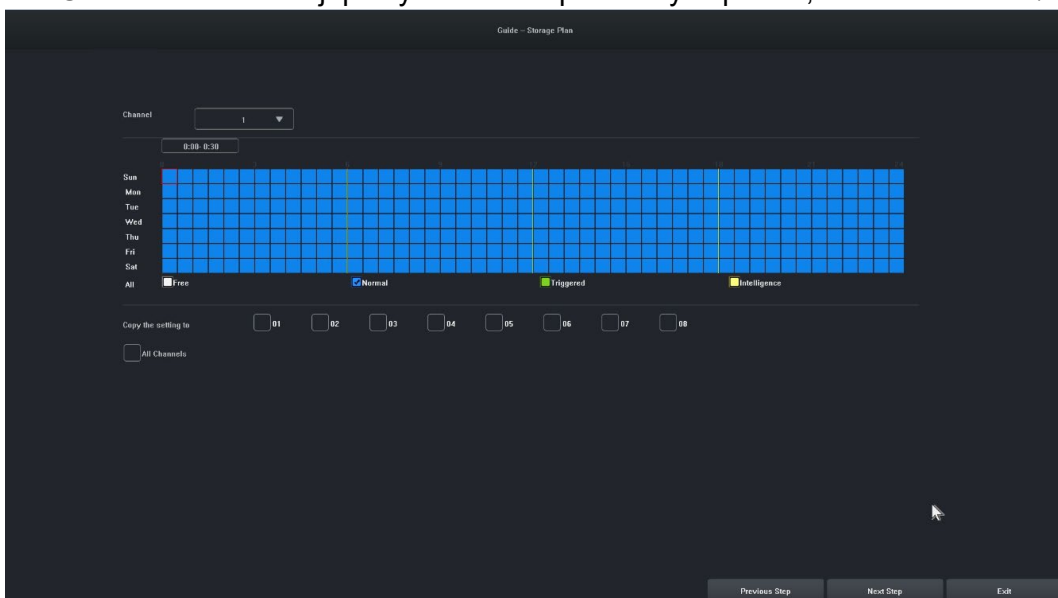 Guide – Storage Plan
Channel 1
0:00- 0:30
Sun
Mon
Tue
Wed
Thu
Fri
Sat
All Free Normal Triggered Intelligence
Copy the setting to 01 02 03 04 05 06 07 08
All Channels
Previous Step Next Step Exit